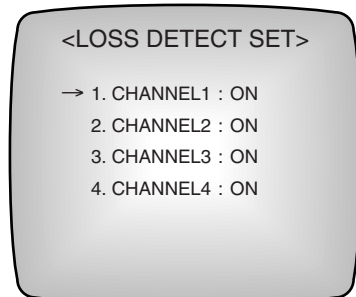 <LOSS DETECT SET>
→ 1. CHANNEL1 : ON
2. CHANNEL2 : ON
3. CHANNEL3 : ON
4. CHANNEL4 : ON